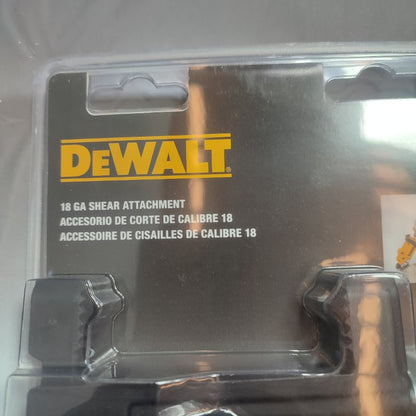 DEWALT®
18 GA SHEAR ATTACHMENT
ACCESORIO DE CORTE DE CALIBRE 18
ACCESSOIRE DE CISAILLES DE CALIBRE 18